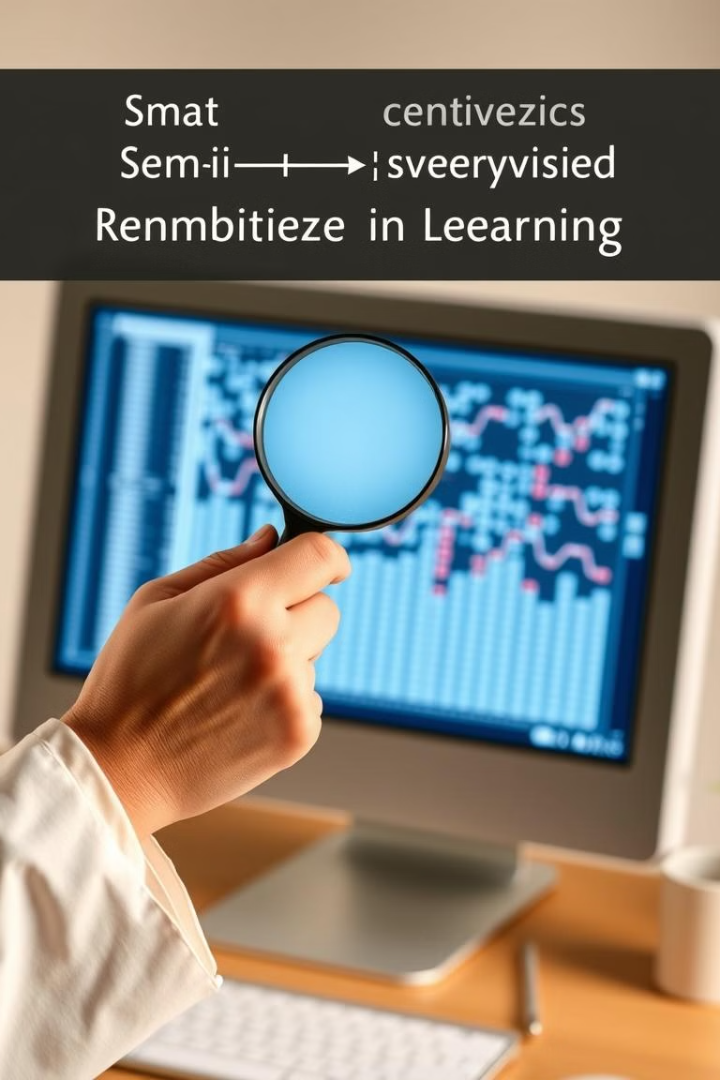 Smat centivezics
Sem-ii sveeryvisied
Renmbitieze in Leearning